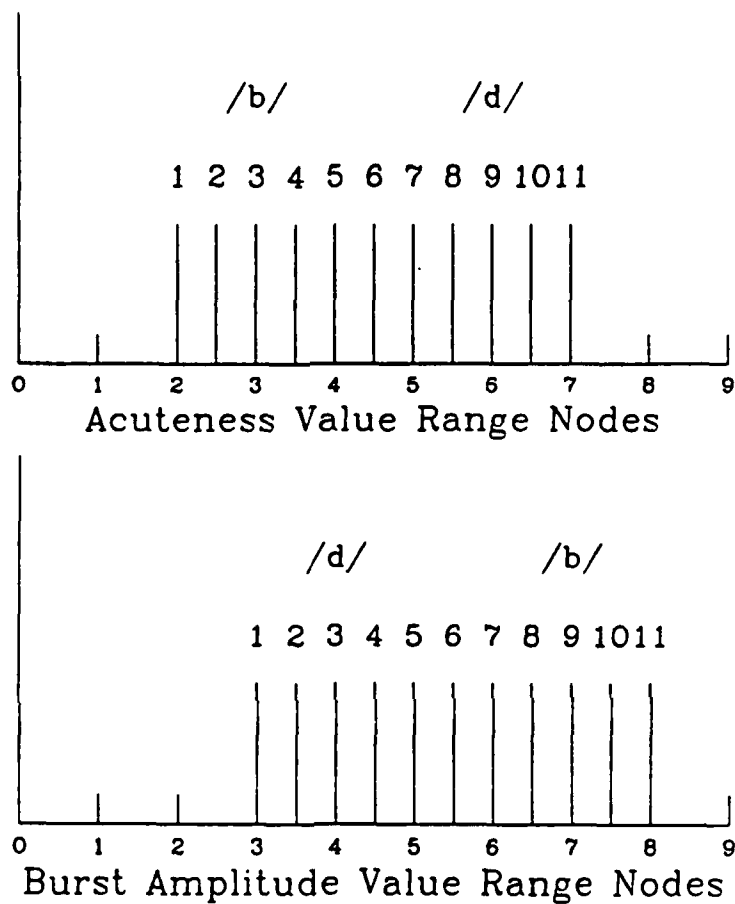 /b/ /d/
1 2 3 4 5 6 7 8 9 10 11
0 1 2 3 4 5 6 7 8 9
Acuteness Value Range Nodes
/d/ /b/
1 2 3 4 5 6 7 8 9 10 11
0 1 2 3 4 5 6 7 8 9
Burst Amplitude Value Range Nodes